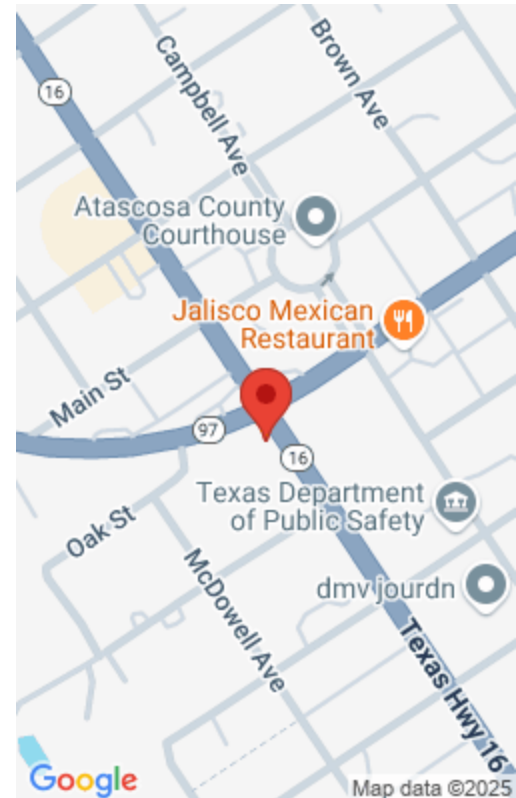 Brown Ave
16
Campbell Ave
Atascosa County
Courthouse
Jalisco Mexican
Restaurant
Main St
97
16
Texas Department
of Public Safety
Oak St
dmv jourdn
McDowell Ave
Texas Hwy 16
Google
Map data ©2025